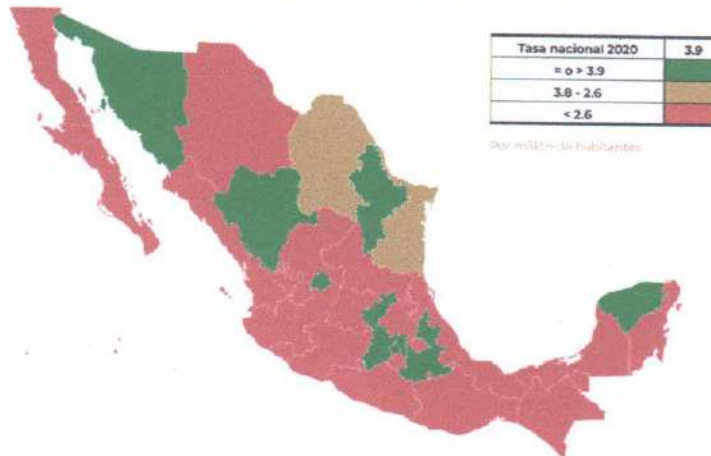 Tasa nacional 2020 3.9
= o > 3.9
3.8 - 2.6
< 2.6
Por millón de habitantes